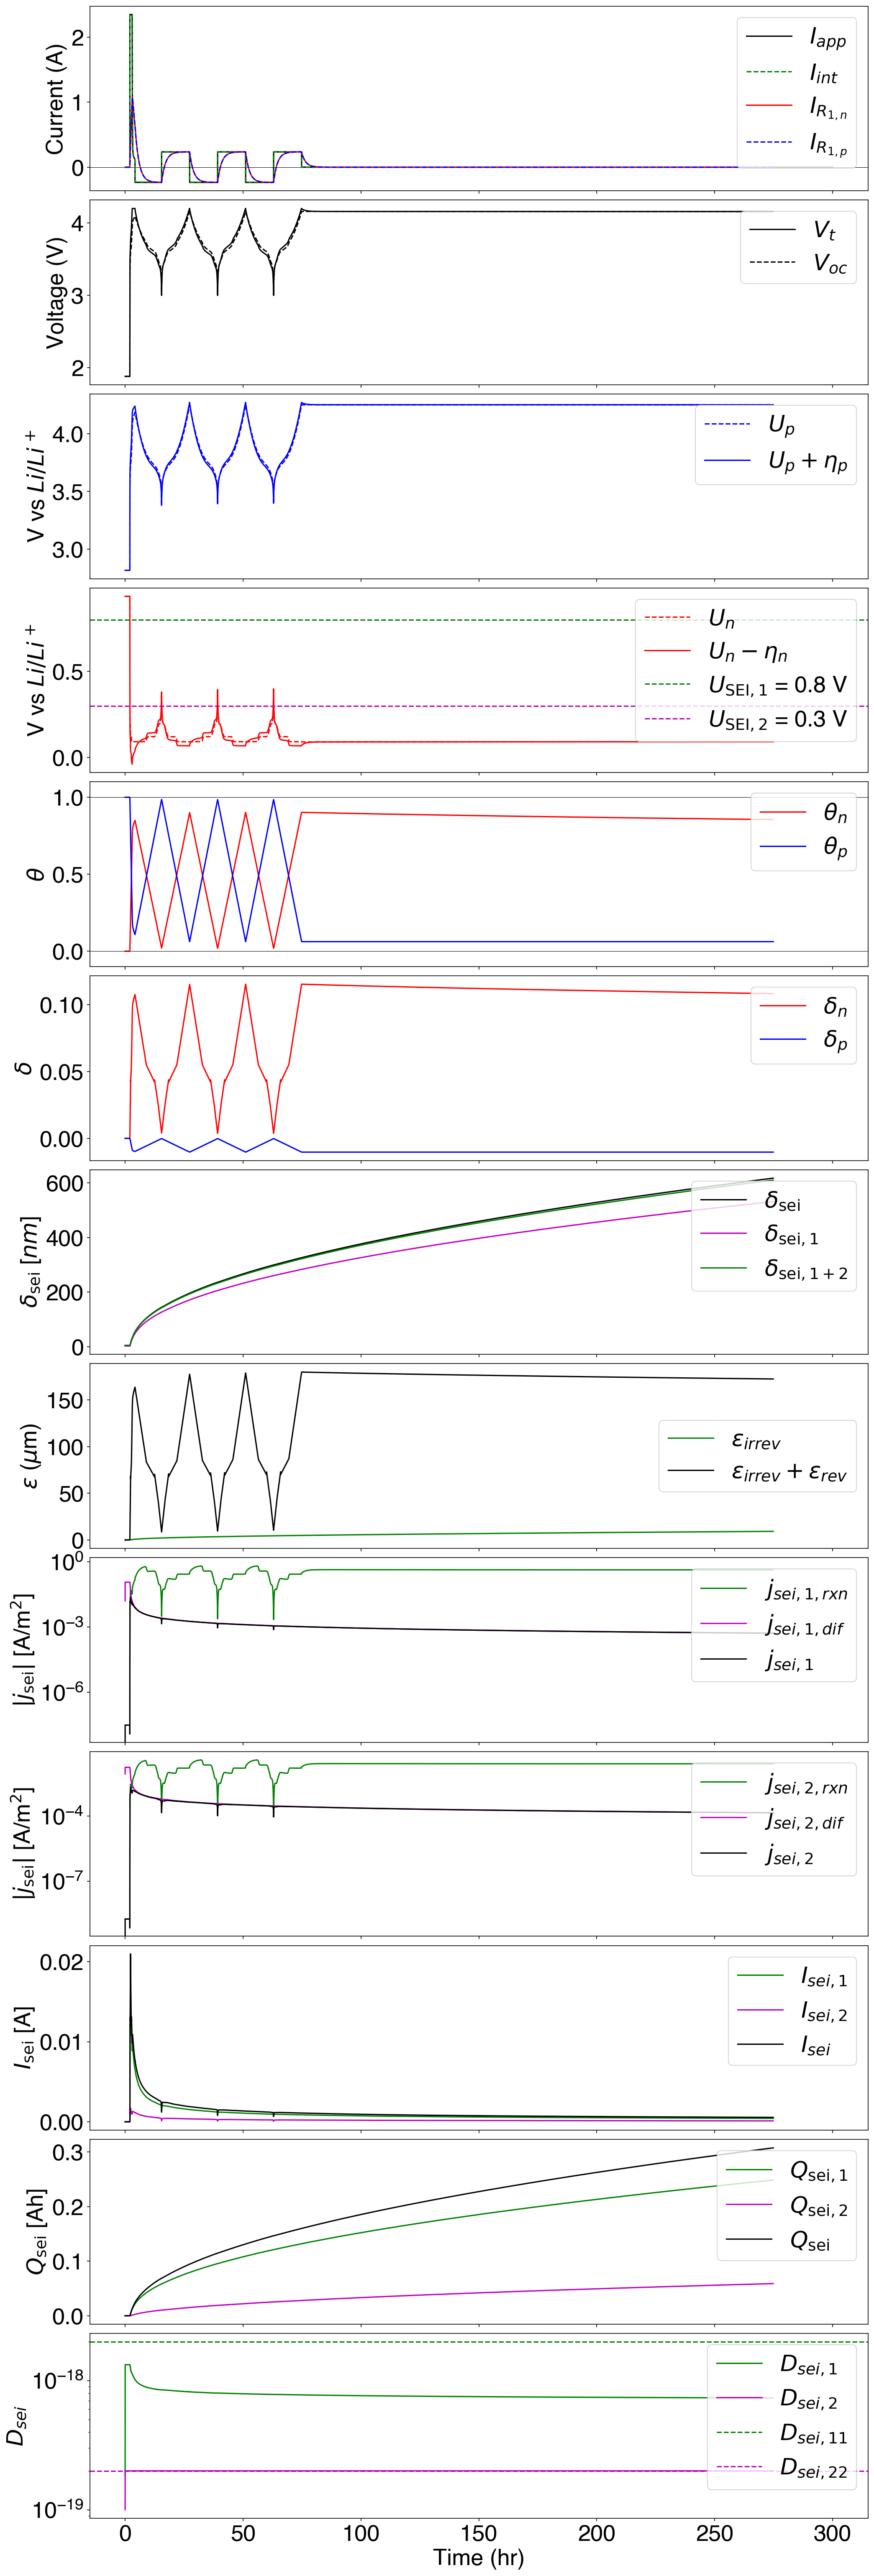 Current (A)
2
1
0
I_app
I_int
I_R1,n
I_R1,p
Voltage (V)
4
3
2
V_t
V_oc
V vs Li/Li⁺
4.0
3.5
3.0
U_p
U_p + η_p
V vs Li/Li⁺
0.5
0.0
U_n
U_n − η_n
U_SEI,1 = 0.8 V
U_SEI,2 = 0.3 V
θ
1.0
0.5
0.0
θ_n
θ_p
δ
0.10
0.05
0.00
δ_n
δ_p
δ_sei [nm]
600
400
200
0
δ_sei
δ_sei,1
δ_sei,1+2
ε (μm)
150
100
50
0
ε_irrev
ε_irrev + ε_rev
|j_sei| [A/m²]
10⁰
10⁻³
10⁻⁶
j_sei,1,rxn
j_sei,1,dif
j_sei,1
|j_sei| [A/m²]
10⁻⁴
10⁻⁷
j_sei,2,rxn
j_sei,2,dif
j_sei,2
I_sei [A]
0.02
0.01
0.00
I_sei,1
I_sei,2
I_sei
Q_sei [Ah]
0.3
0.2
0.1
0.0
Q_sei,1
Q_sei,2
Q_sei
D_sei
10⁻¹⁸
10⁻¹⁹
D_sei,1
D_sei,2
D_sei,11
D_sei,22
0 50 100 150 200 250 300
Time (hr)